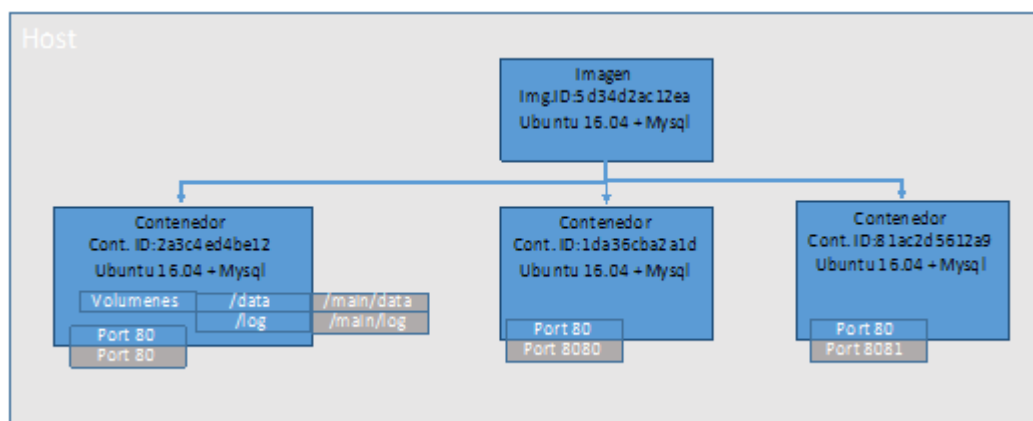 Host
Imagen
Img.ID:5d34d2ac12ea
Ubuntu 16.04 + Mysql
Contenedor
Cont. ID:2a3c4ed4be12
Ubuntu 16.04 + Mysql
Volumenes /data /main/data
/log /main/log
Port 80
Port 80
Contenedor
Cont. ID:1da36cba2a1d
Ubuntu 16.04 + Mysql
Port 80
Port 8080
Contenedor
Cont. ID:81ac2d5612a9
Ubuntu 16.04 + Mysql
Port 80
Port 8081